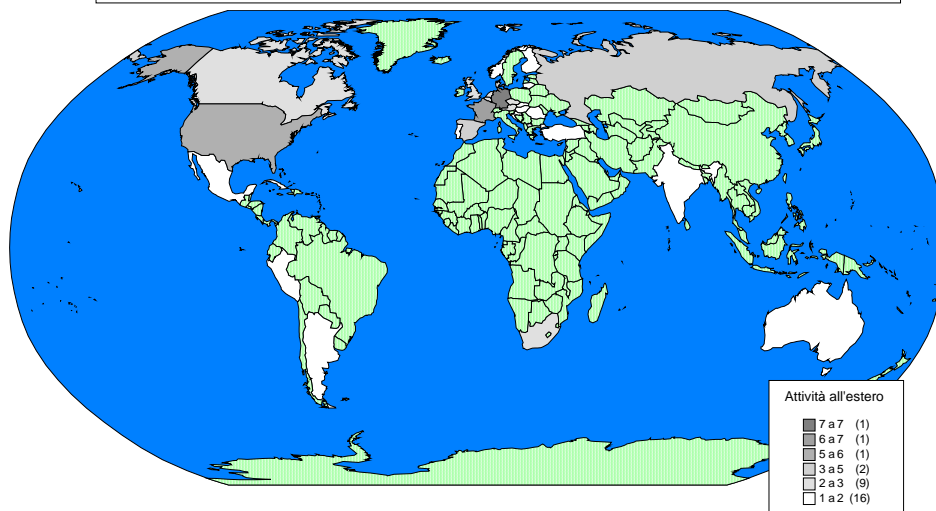 Attività all'estero
7 a 7 (1)
6 a 7 (1)
5 a 6 (1)
3 a 5 (2)
2 a 3 (9)
1 a 2 (16)